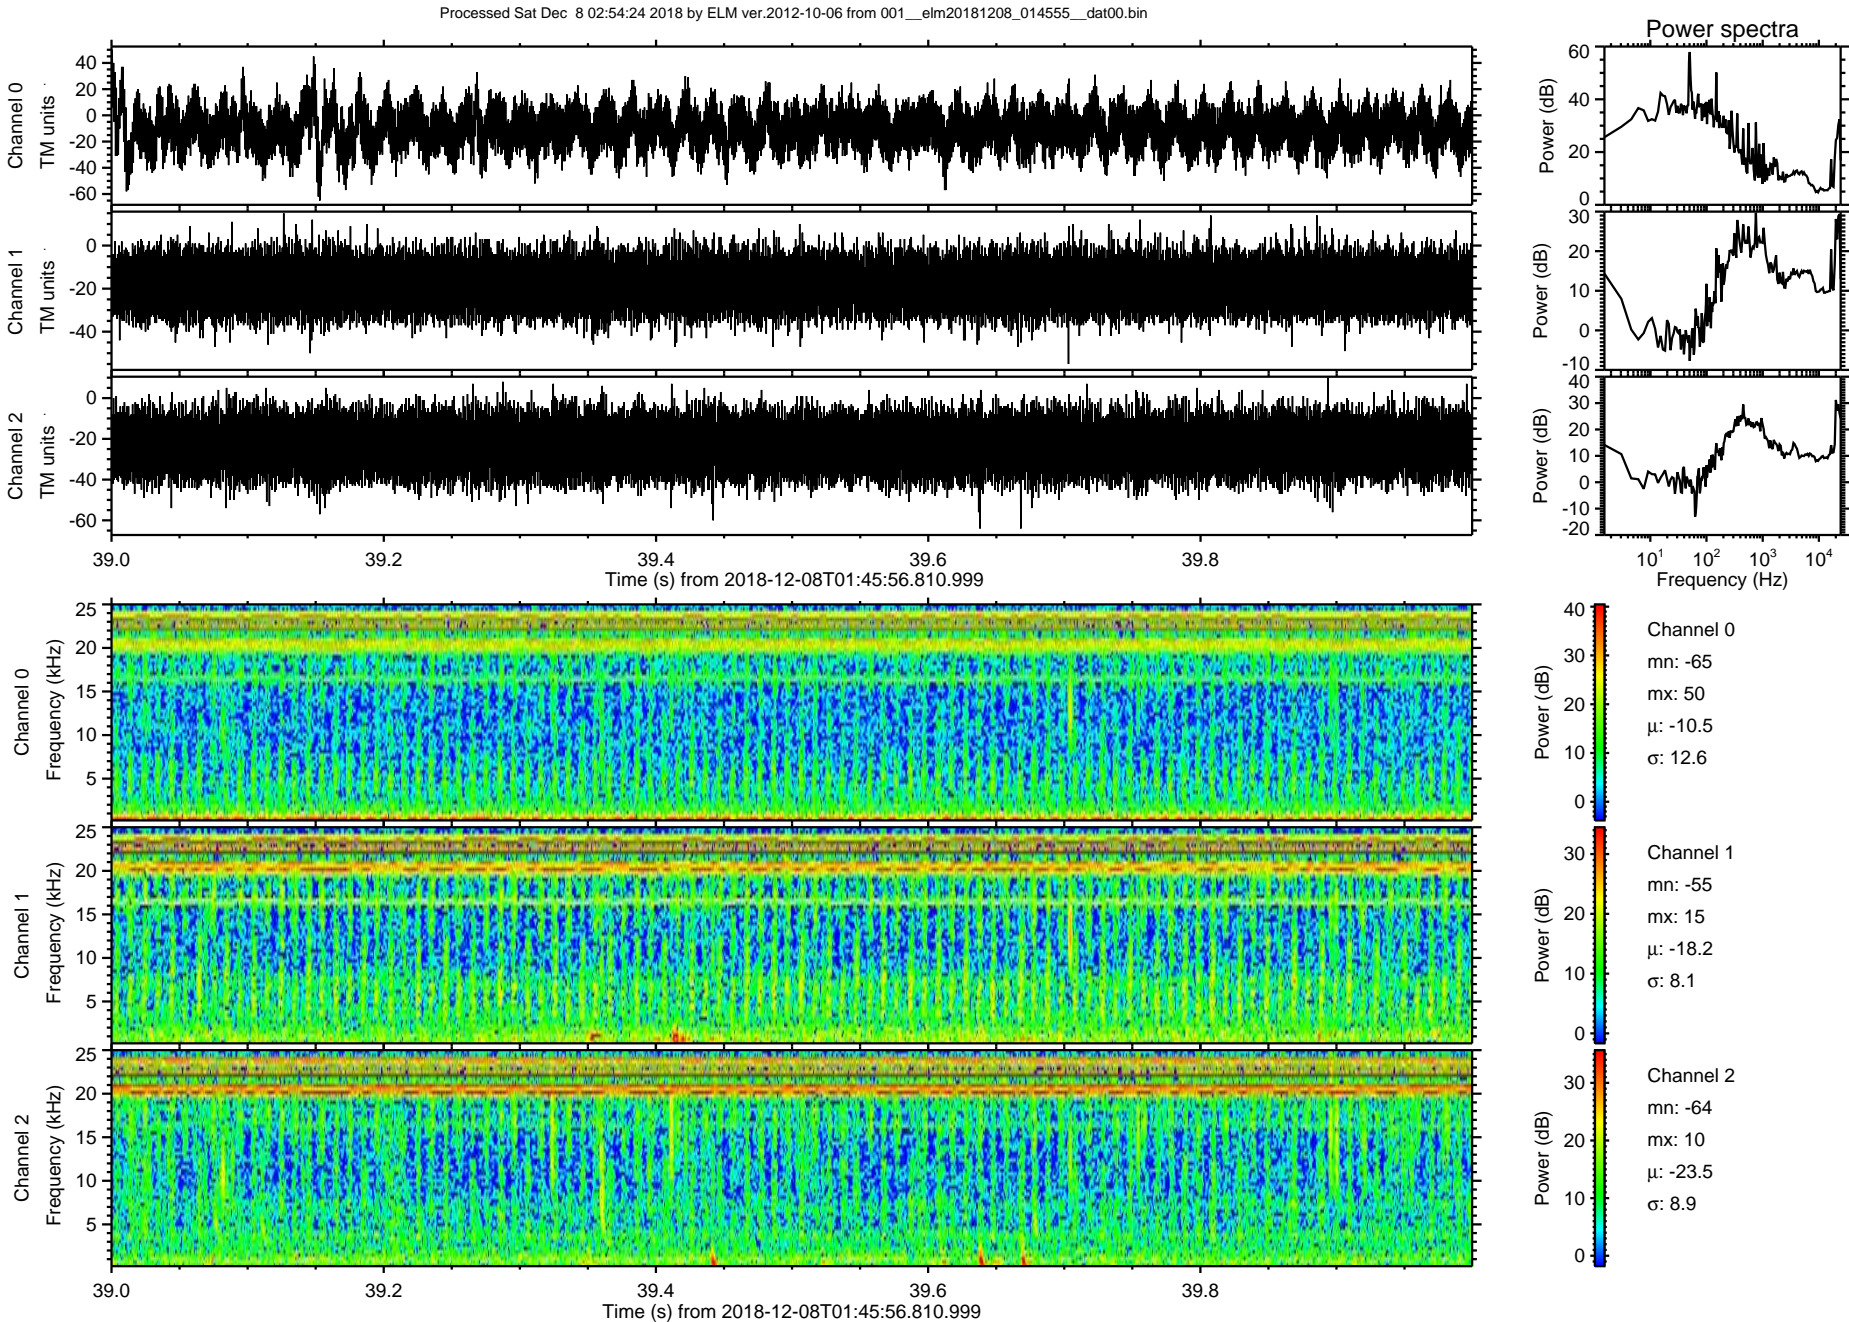 Processed Sat Dec  8 02:54:24 2018 by ELM ver.2012-10-06 from 001__elm20181208_014555__dat00.bin
Power spectra
Channel 0
TM units
40
20
0
-20
-40
-60
Power (dB)
60
40
20
0
Channel 1
TM units
0
-20
-40
Power (dB)
30
20
10
0
-10
Channel 2
TM units
0
-20
-40
-60
Power (dB)
40
30
20
10
0
-10
-20
39.0 39.2 39.4 39.6 39.8
Time (s) from 2018-12-08T01:45:56.810.999
10^1 10^2 10^3 10^4
Frequency (Hz)
Channel 0
Frequency (kHz)
25
20
15
10
5
Power (dB)
40
30
20
10
0
Channel 0
mn: -65
mx: 50
μ: -10.5
σ: 12.6
Channel 1
Frequency (kHz)
25
20
15
10
5
Power (dB)
30
20
10
0
Channel 1
mn: -55
mx: 15
μ: -18.2
σ: 8.1
Channel 2
Frequency (kHz)
25
20
15
10
5
Power (dB)
30
20
10
0
Channel 2
mn: -64
mx: 10
μ: -23.5
σ: 8.9
39.0 39.2 39.4 39.6 39.8
Time (s) from 2018-12-08T01:45:56.810.999